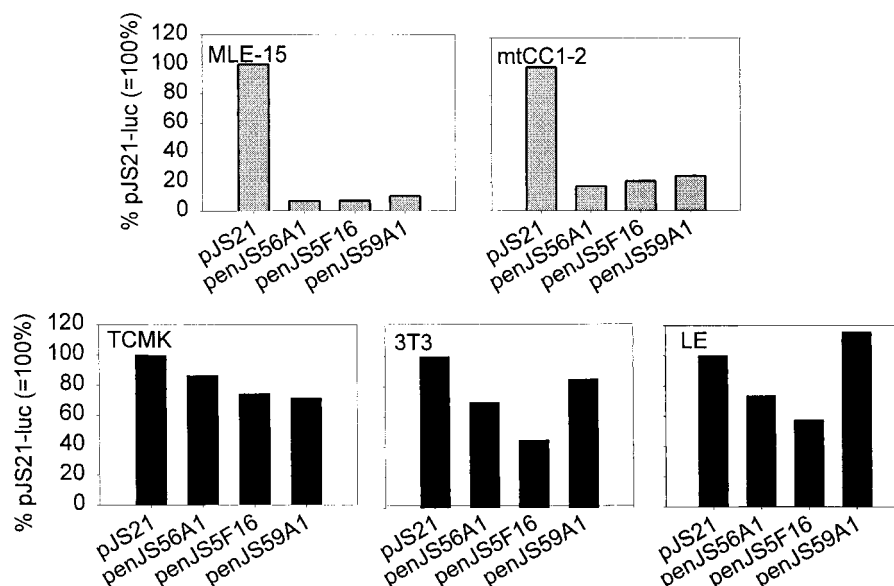 % pJS21-luc (=100%)
120
100
80
60
40
20
0
MLE-15
pJS21
penJS56A1
penJS5F16
penJS59A1
mtCC1-2
pJS21
penJS56A1
penJS5F16
penJS59A1
% pJS21-luc (=100%)
120
100
80
60
40
20
0
TCMK
pJS21
penJS56A1
penJS5F16
penJS59A1
3T3
pJS21
penJS56A1
penJS5F16
penJS59A1
LE
pJS21
penJS56A1
penJS5F16
penJS59A1